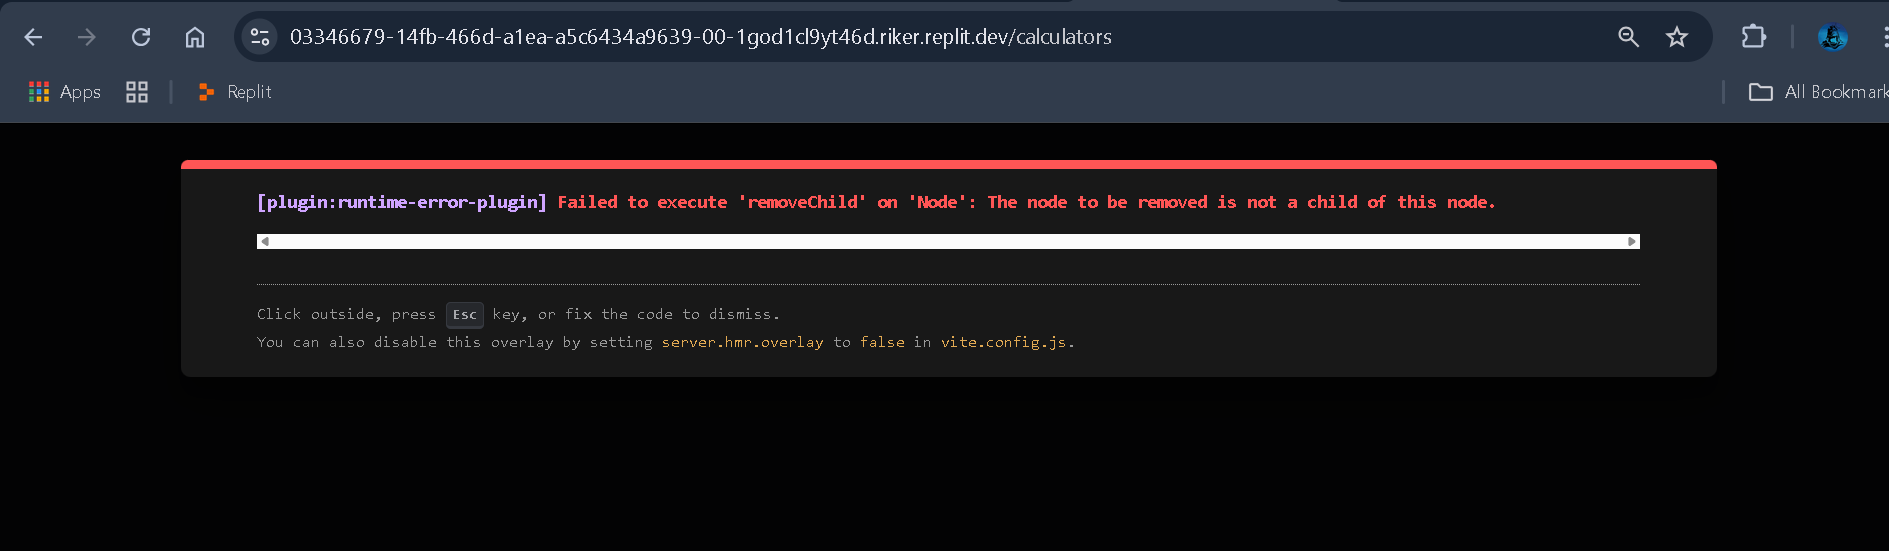 03346679-14fb-466d-a1ea-a5c6434a9639-00-1god1cl9yt46d.riker.replit.dev/calculators
Apps Replit All Bookmark
[plugin:runtime-error-plugin] Failed to execute 'removeChild' on 'Node': The node to be removed is not a child of this node.
Click outside, press Esc key, or fix the code to dismiss.
You can also disable this overlay by setting server.hmr.overlay to false in vite.config.js.